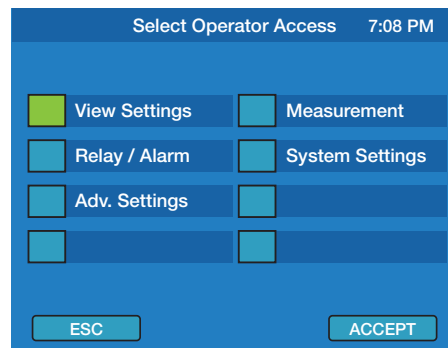 Select Operator Access 7:08 PM
View Settings Measurement
Relay / Alarm System Settings
Adv. Settings
ESC ACCEPT